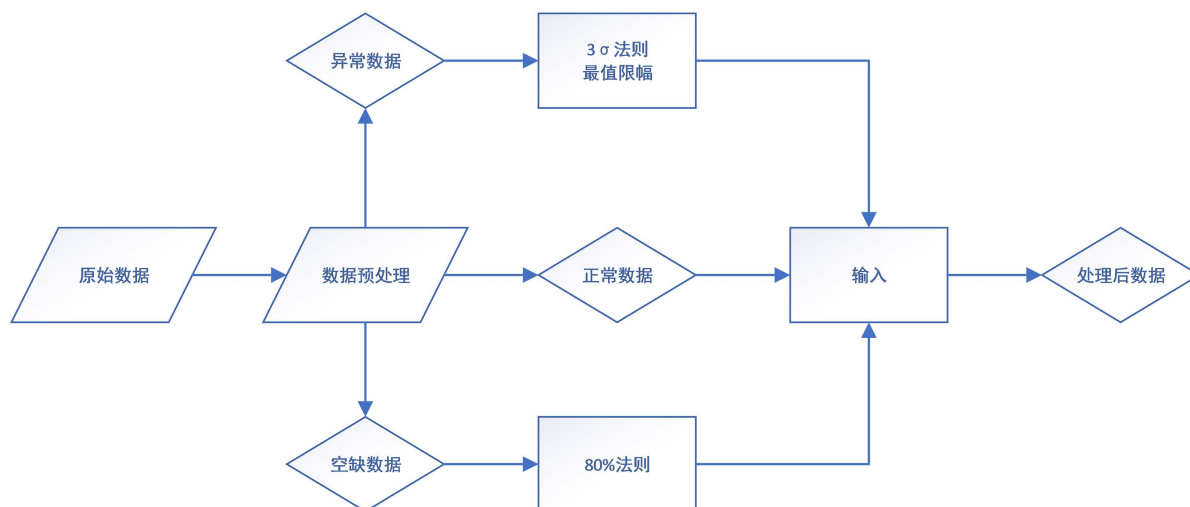 异常数据
3σ法则
最值限幅
原始数据
数据预处理
正常数据
输入
处理后数据
空缺数据
80%法则